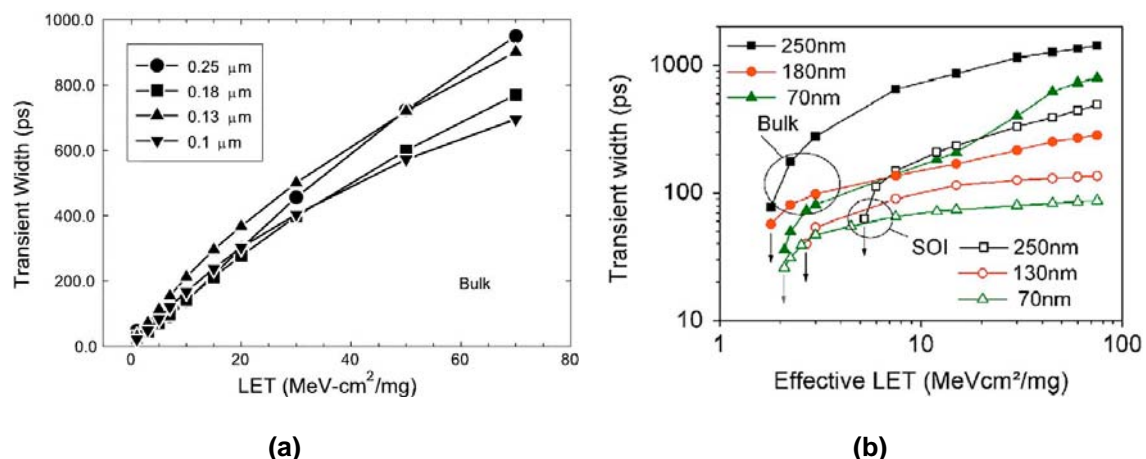 1000.0
800.0
600.0
400.0
200.0
0.0
Transient Width (ps)
0.25 μm
0.18 μm
0.13 μm
0.1 μm
Bulk
0 20 40 60 80
LET (MeV-cm²/mg)
(a)
1000
100
10
Transient width (ps)
250nm
180nm
70nm
Bulk
SOI
250nm
130nm
70nm
1 10 100
Effective LET (MeVcm²/mg)
(b)